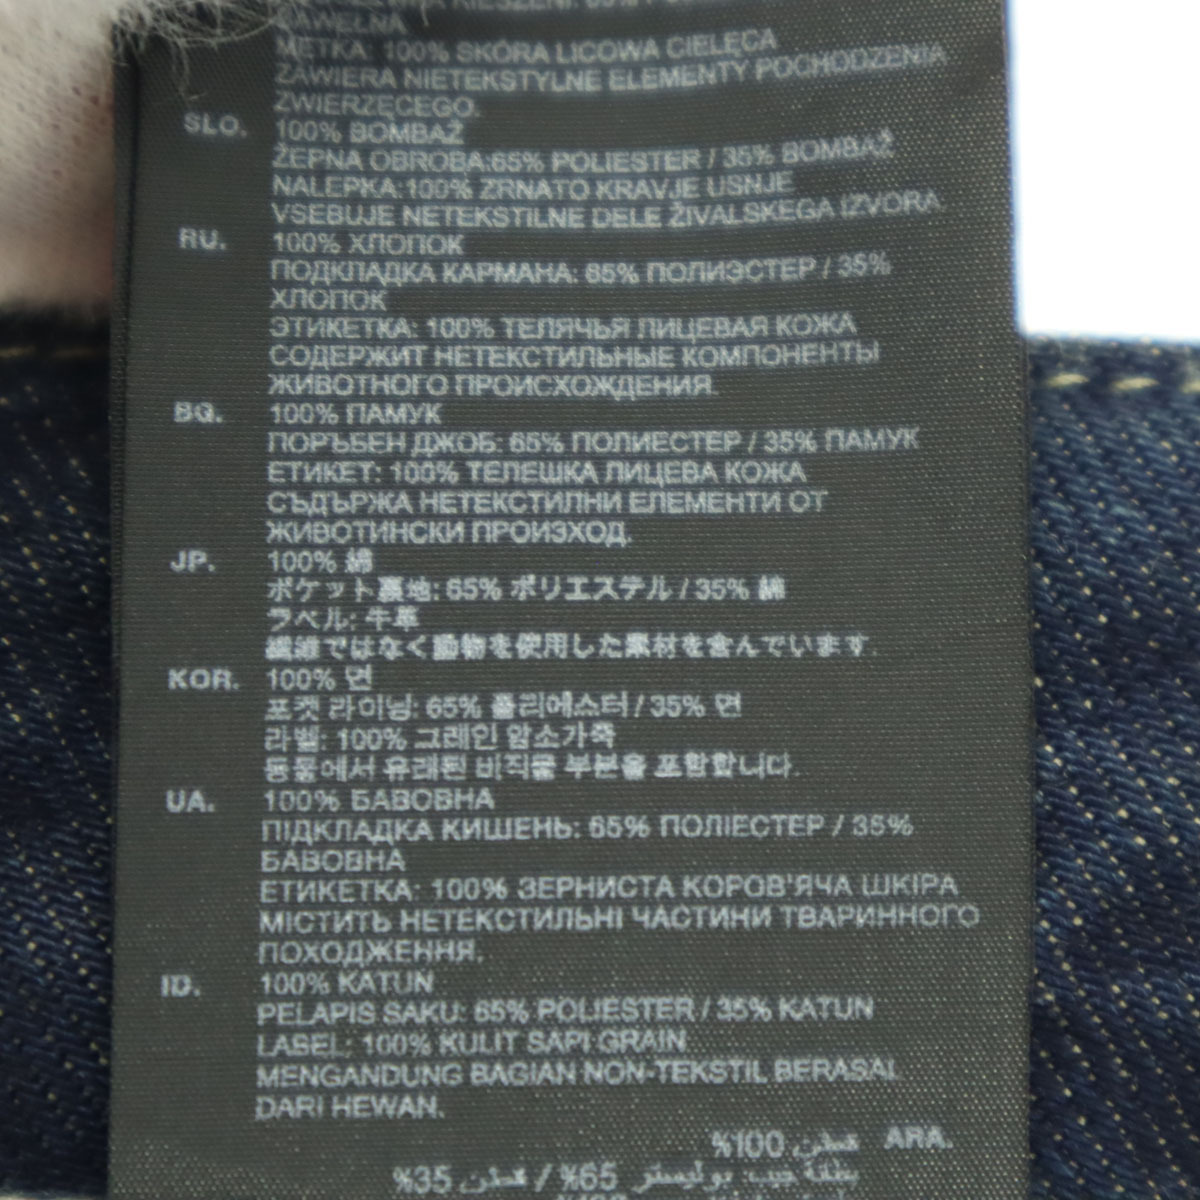 KIESZENI: 65%
BAWEŁNA
METKA: 100% SKÓRA LICOWA CIELĘCA
ZAWIERA NIETEKSTYLNE ELEMENTY POCHODZENIA
ZWIERZĘCEGO.
SLO. 100% BOMBAŽ
ŽEPNA OBROBA:65% POLIESTER / 35% BOMBAŽ
NALEPKA:100% ZRNATO KRAVJE USNJE
VSEBUJE NETEKSTILNE DELE ŽIVALSKEGA IZVORA
RU. 100% ХЛОПОК
ПОДКЛАДКА КАРМАНА: 65% ПОЛИЭСТЕР / 35%
ХЛОПОК
ЭТИКЕТКА: 100% ТЕЛЯЧЬЯ ЛИЦЕВАЯ КОЖА
СОДЕРЖИТ НЕТЕКСТИЛЬНЫЕ КОМПОНЕНТЫ
ЖИВОТНОГО ПРОИСХОЖДЕНИЯ.
BG. 100% ПАМУК
ПОРЪБЕН ДЖОБ: 65% ПОЛИЕСТЕР / 35% ПАМУК
ЕТИКЕТ: 100% ТЕЛЕШКА ЛИЦЕВА КОЖА
СЪДЪРЖА НЕТЕКСТИЛНИ ЕЛЕМЕНТИ ОТ
ЖИВОТИНСКИ ПРОИЗХОД.
JP. 100% 綿
ポケット裏地: 65% ポリエステル / 35% 綿
ラベル: 牛革
繊維ではなく動物を使用した素材を含んでいます.
KOR. 100% 면
포켓 라이닝: 65% 폴리에스터 / 35% 면
라벨: 100% 그레인 암소가죽
동물에서 유래된 비직물 부분을 포함합니다.
UA. 100% БАВОВНА
ПІДКЛАДКА КИШЕНЬ: 65% ПОЛІЕСТЕР / 35%
БАВОВНА
ЕТИКЕТКА: 100% ЗЕРНИСТА КОРОВ'ЯЧА ШКІРА
МІСТИТЬ НЕТЕКСТИЛЬНІ ЧАСТИНИ ТВАРИННОГО
ПОХОДЖЕННЯ.
ID. 100% KATUN
PELAPIS SAKU: 65% POLIESTER / 35% KATUN
LABEL: 100% KULIT SAPI GRAIN
MENGANDUNG BAGIAN NON-TEKSTIL BERASAL
DARI HEWAN.
ARA. قطن 100%
بطانة جيب: بوليستر 65% / قطن 35%